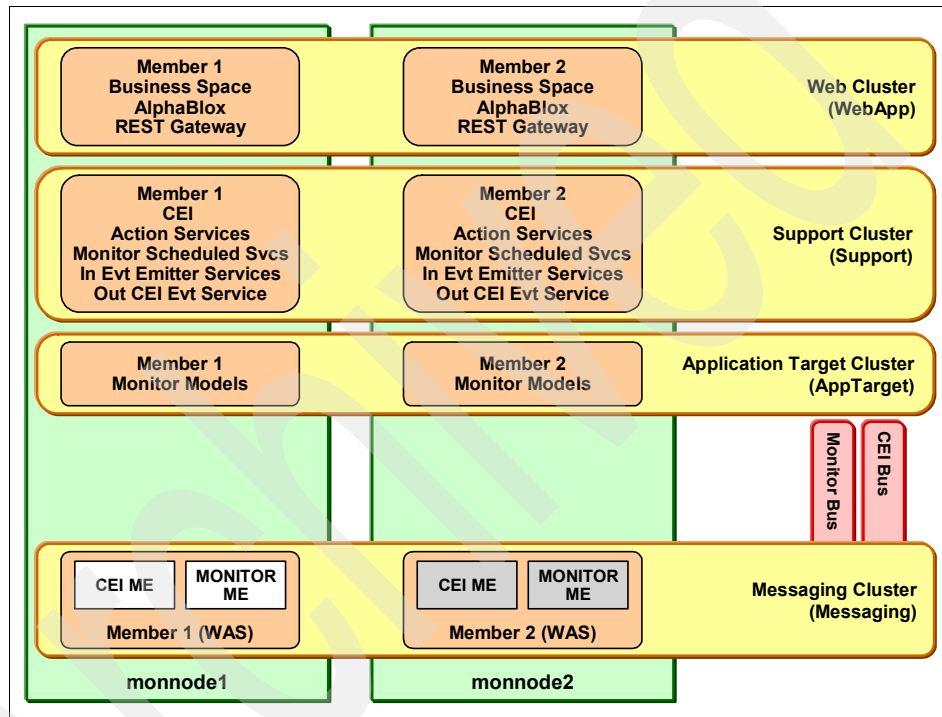 Member 1
Business Space
AlphaBlox
REST Gateway
Member 2
Business Space
AlphaBlox
REST Gateway
Web Cluster
(WebApp)
Member 1
CEI
Action Services
Monitor Scheduled Svcs
In Evt Emitter Services
Out CEI Evt Service
Member 2
CEI
Action Services
Monitor Scheduled Svcs
In Evt Emitter Services
Out CEI Evt Service
Support Cluster
(Support)
Member 1
Monitor Models
Member 2
Monitor Models
Application Target Cluster
(AppTarget)
Monitor Bus
CEI Bus
CEI ME
MONITOR
ME
Member 1 (WAS)
CEI ME
MONITOR
ME
Member 2 (WAS)
Messaging Cluster
(Messaging)
monnode1
monnode2